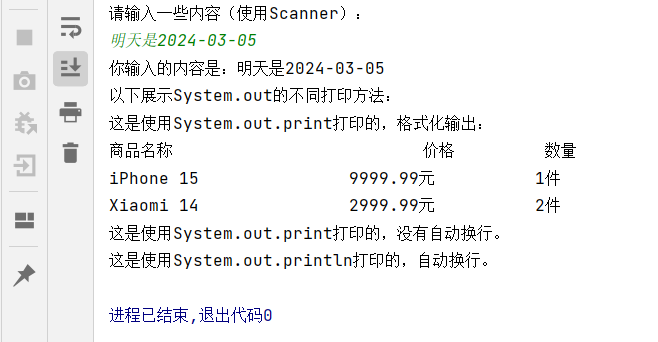 请输入一些内容（使用Scanner）：
明天是2024-03-05
你输入的内容是：明天是2024-03-05
以下展示System.out的不同打印方法：
这是使用System.out.print打印的，格式化输出：
商品名称 价格 数量
iPhone 15 9999.99元 1件
Xiaomi 14 2999.99元 2件
这是使用System.out.print打印的，没有自动换行。
这是使用System.out.println打印的，自动换行。
进程已结束,退出代码0